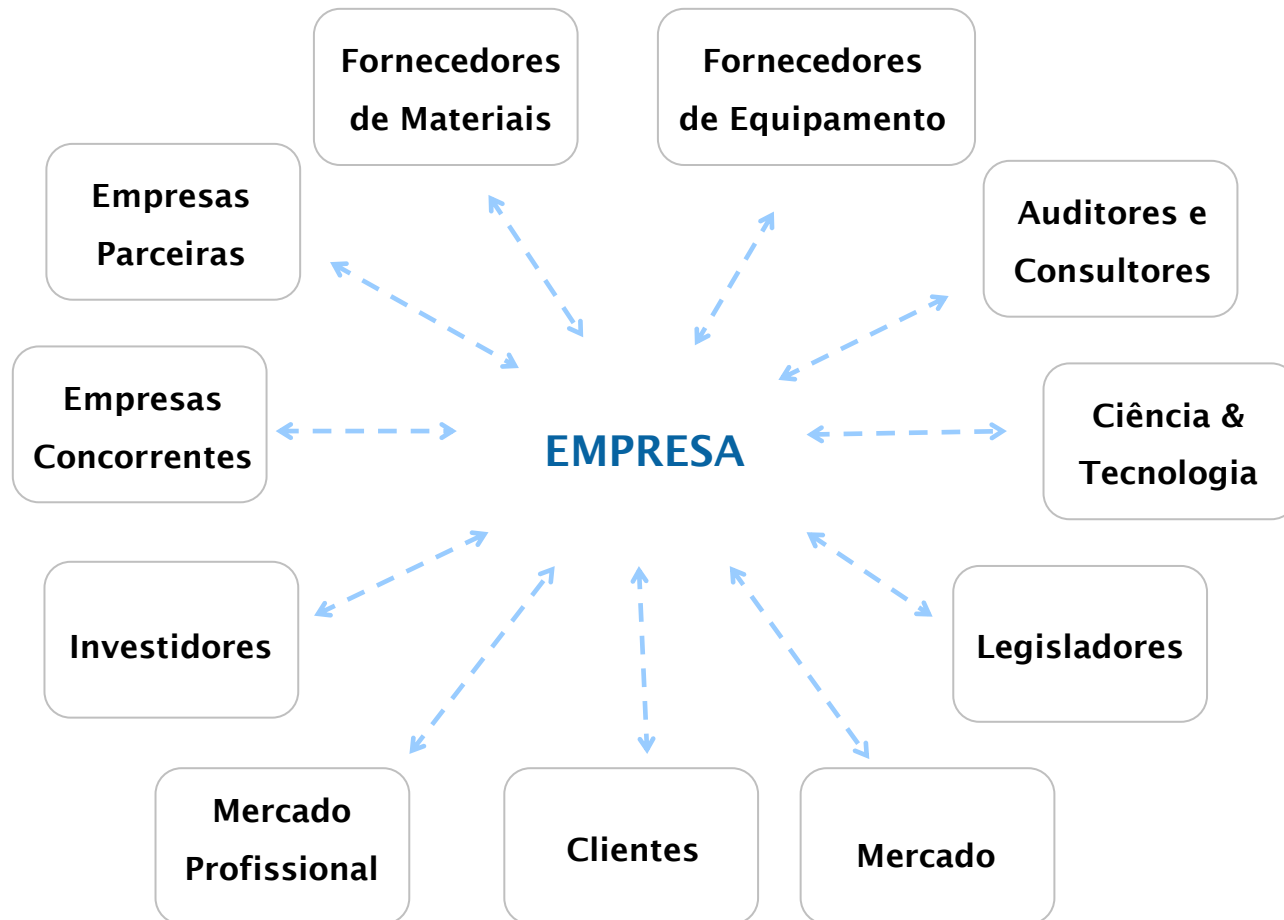 Fornecedores
de Materiais
Fornecedores
de Equipamento
Empresas
Parceiras
Auditores e
Consultores
Empresas
Concorrentes
EMPRESA
Ciência &
Tecnologia
Investidores
Legisladores
Mercado
Profissional
Clientes
Mercado